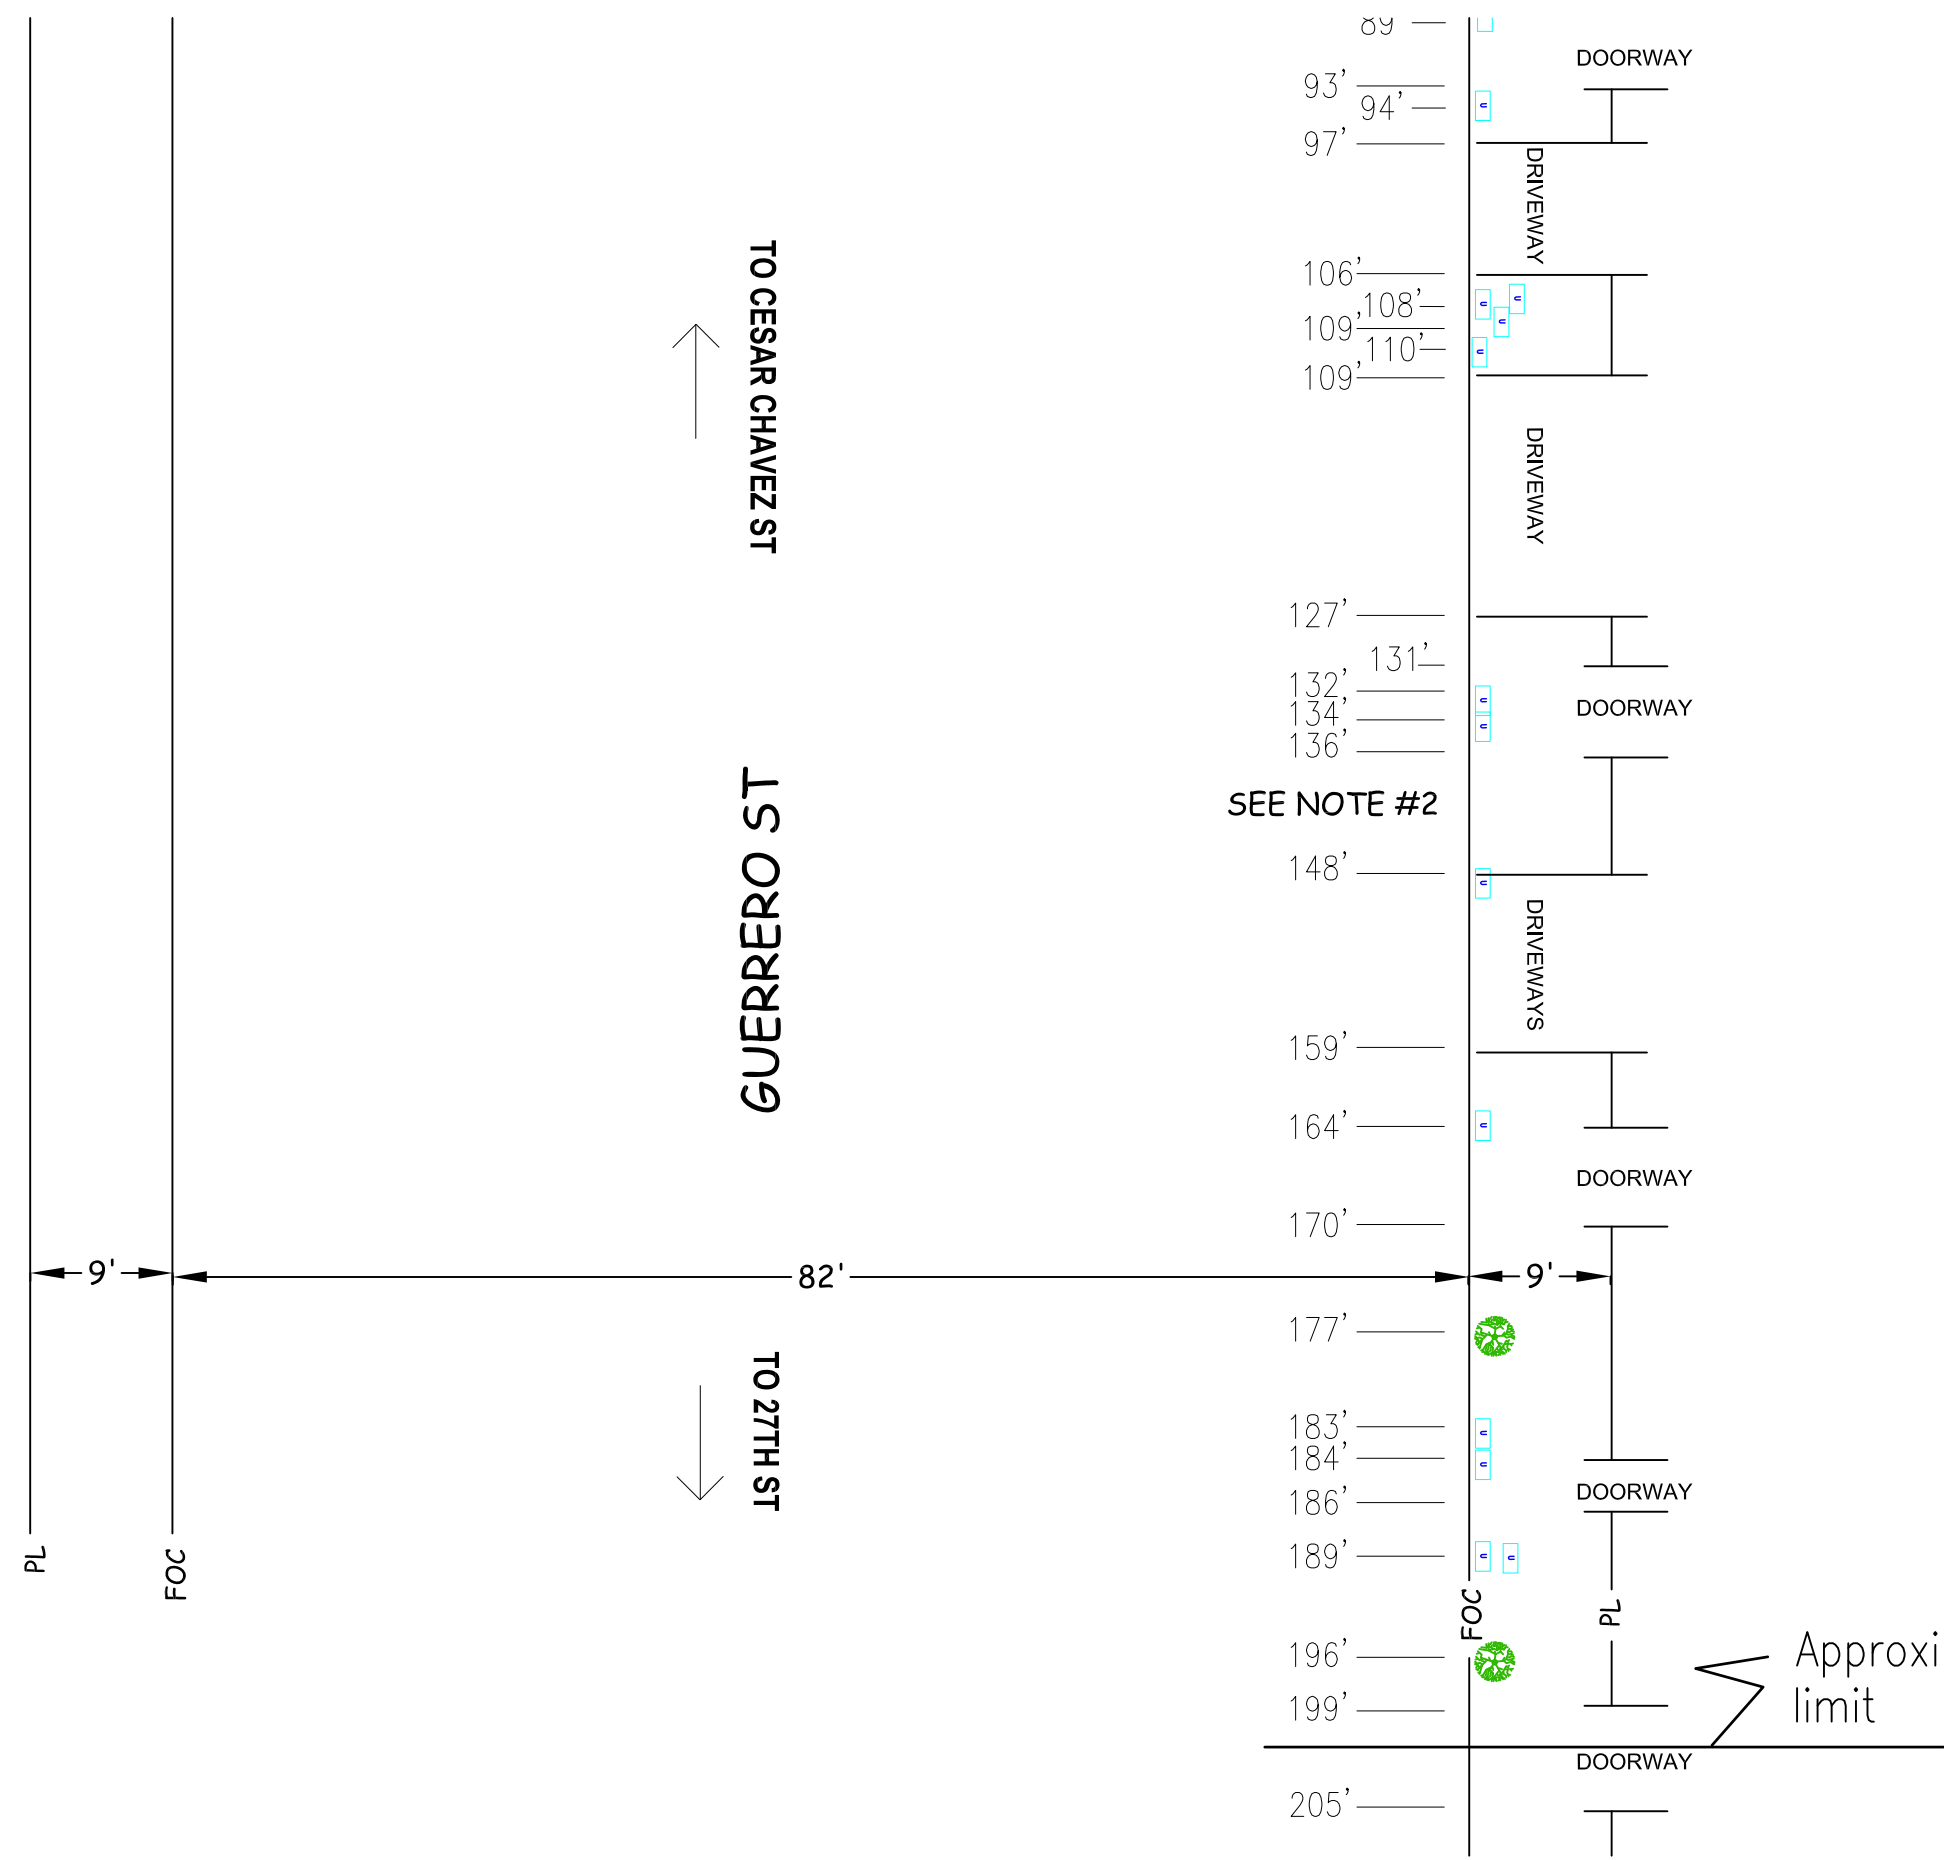 89
DOORWAY
93'
94'
97'
DRIVEWAY
TO CESAR CHAVEZ ST
106'
108'
109'
110'
109'
DRIVEWAY
127'
131'
132'
134'
DOORWAY
136'
SEE NOTE #2
GUERRERO ST
148'
DRIVEWAYS
159'
164'
DOORWAY
170'
9'
82'
9'
177'
TO 27TH ST
183'
184'
DOORWAY
186'
189'
PL
FOC
FOC
PL
196'
Approxi
limit
199'
DOORWAY
205'